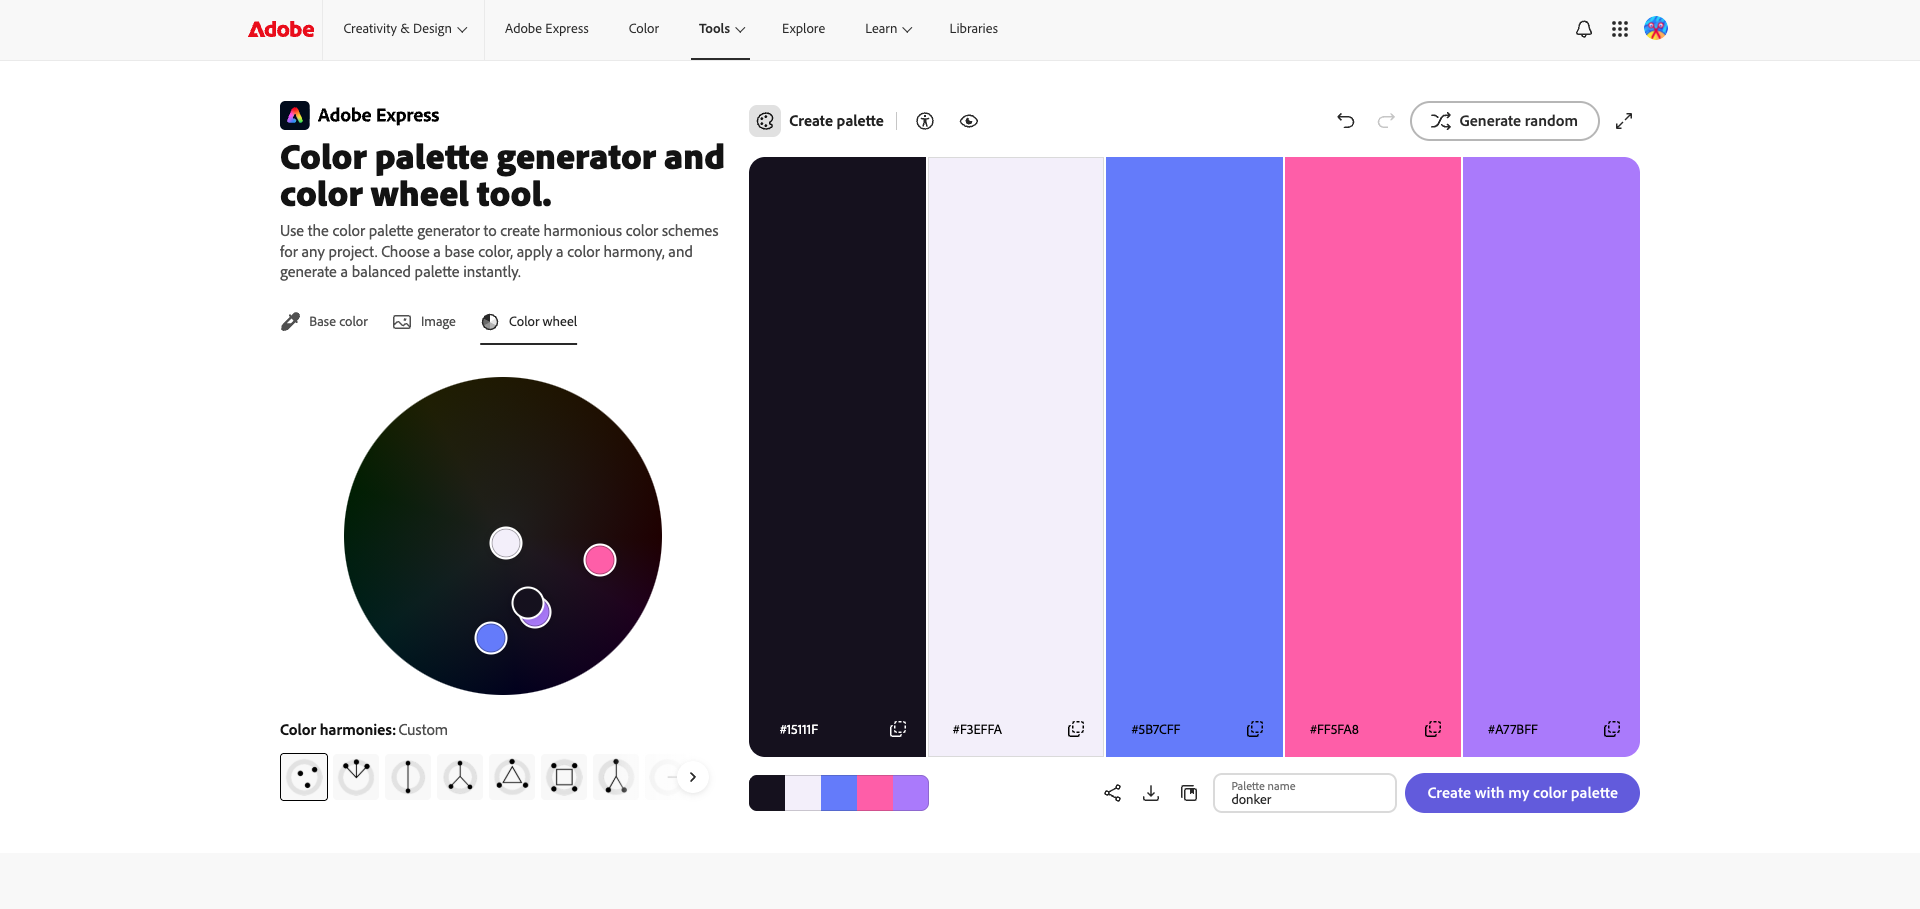 Adobe
Creativity & Design
Adobe Express
Color
Tools
Explore
Learn
Libraries
Adobe Express
Color palette generator and
color wheel tool.
Use the color palette generator to create harmonious color schemes
for any project. Choose a base color, apply a color harmony, and
generate a balanced palette instantly.
Base color
Image
Color wheel
Color harmonies: Custom
Create palette
Generate random
#15111F
#F3EFFA
#5B7CFF
#FF5FA8
#A77BFF
Palette name
donker
Create with my color palette